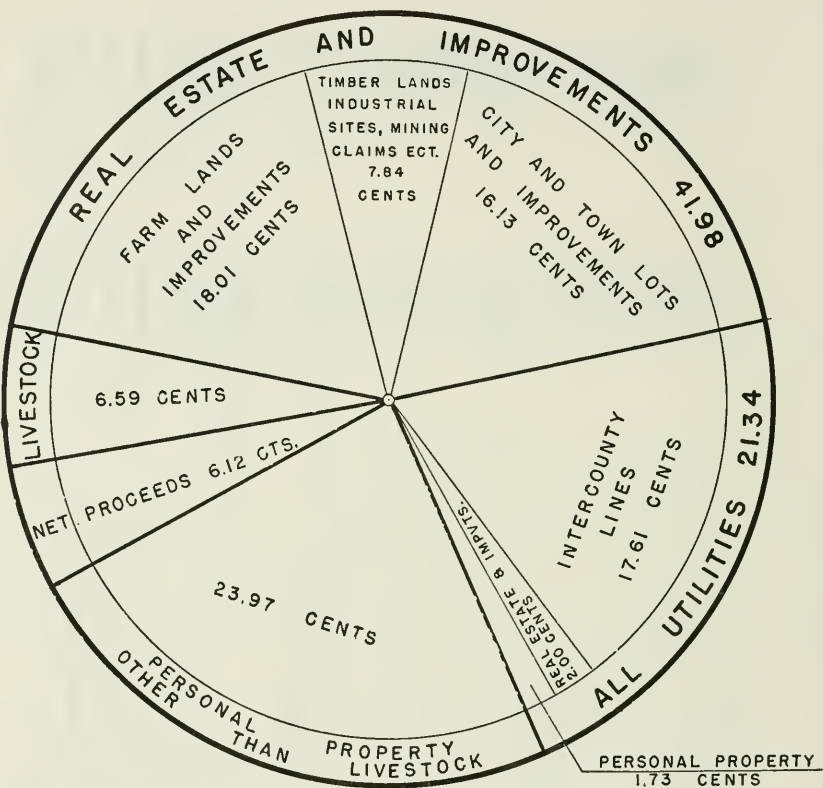 REAL ESTATE AND IMPROVEMENTS 41.98
TIMBER LANDS
INDUSTRIAL
SITES, MINING
CLAIMS ECT.
7.84
CENTS
CITY AND TOWN LOTS
AND IMPROVEMENTS
16.13 CENTS
FARM LANDS
AND
IMPROVEMENTS
18.01 CENTS
LIVESTOCK
6.59 CENTS
NET PROCEEDS 6.12 CTS.
23.97 CENTS
PERSONAL PROPERTY
OTHER THAN LIVESTOCK
INTERCOUNTY
LINES
17.61 CENTS
REAL ESTATE & IMPVTS.
2.00 CENTS
ALL UTILITIES 21.34
PERSONAL PROPERTY
1.73 CENTS